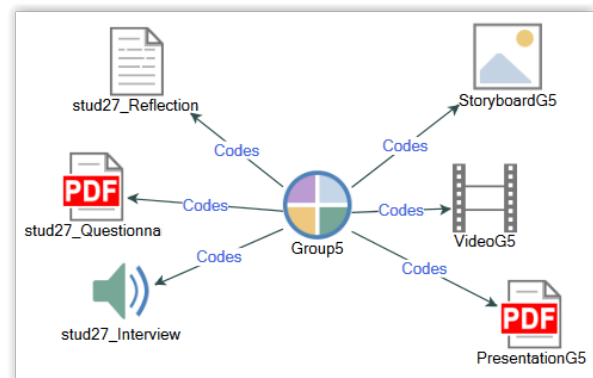 stud27_Reflection
StoryboardG5
Codes
Codes
PDF
stud27_Questionna
Codes
Group5
Codes
VideoG5
Codes
stud27_Interview
Codes
PDF
PresentationG5